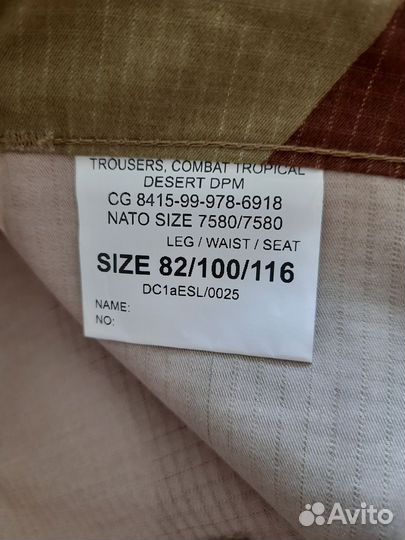 TROUSERS, COMBAT TROPICAL
DESERT DPM
CG 8415-99-978-6918
NATO SIZE 7580/7580
LEG / WAIST / SEAT
SIZE 82/100/116
DC1aESL/0025
NAME:
NO:
Avito